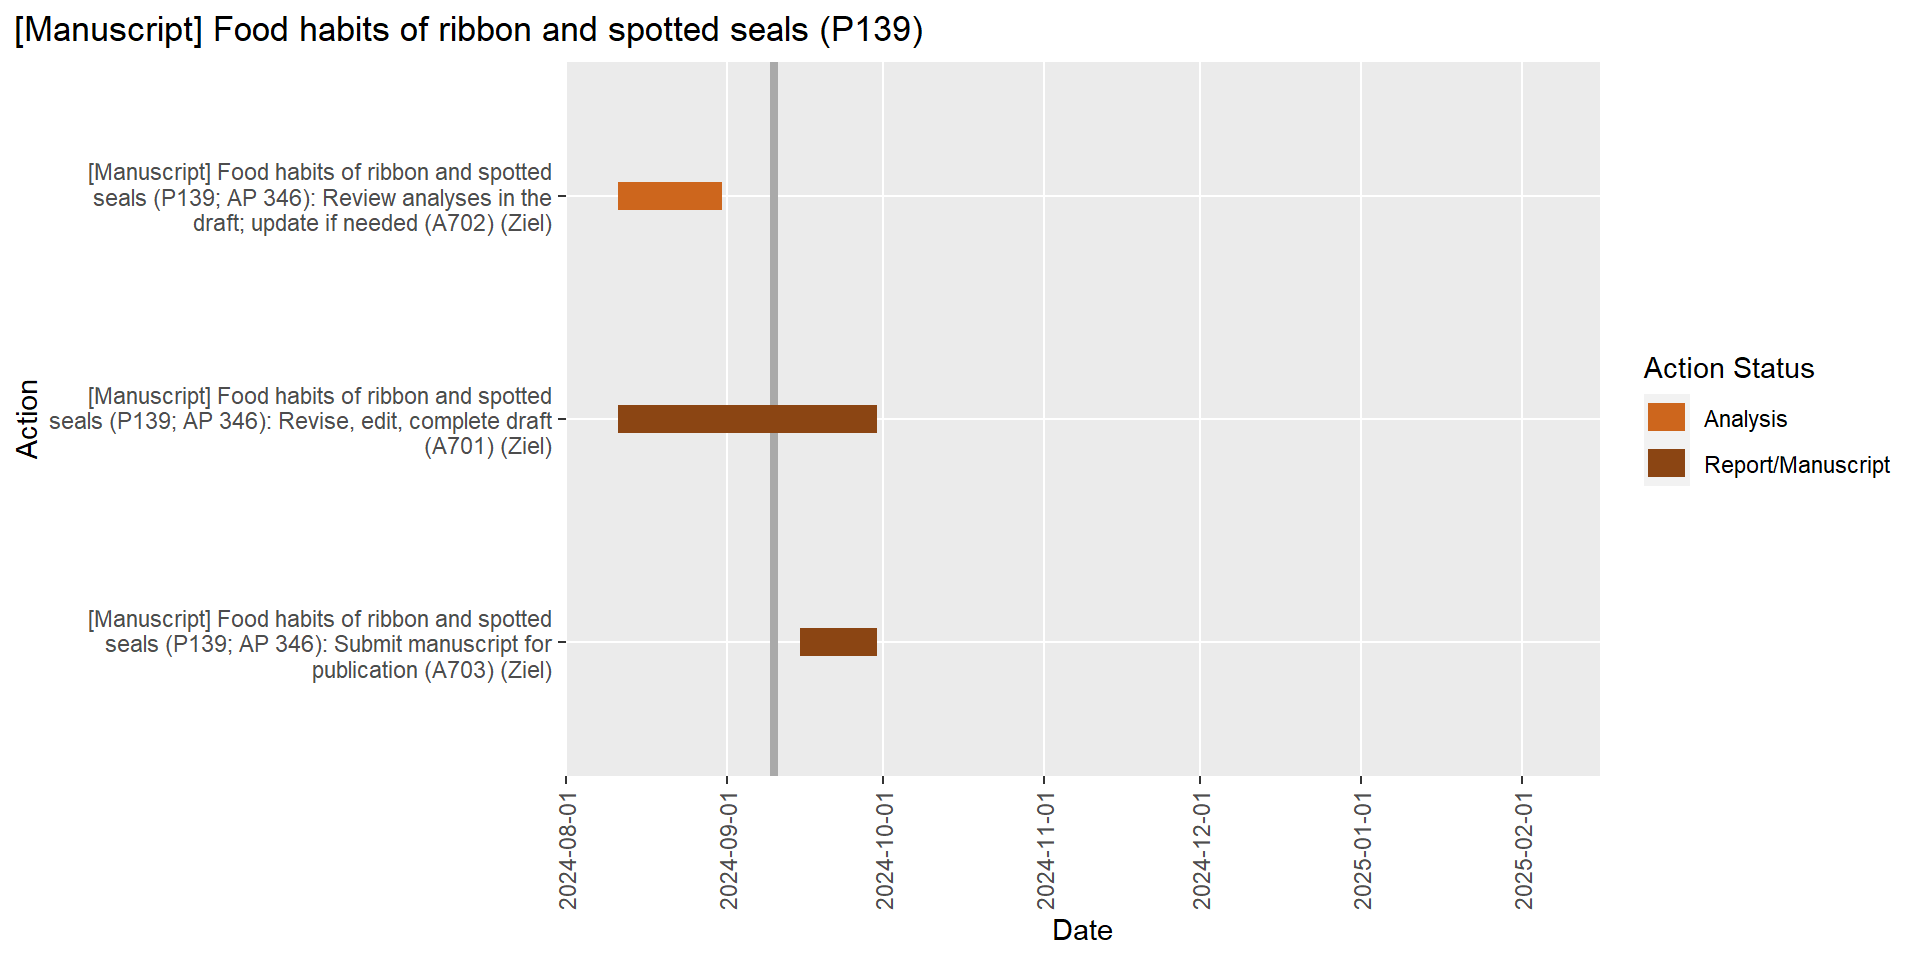 [Manuscript] Food habits of ribbon and spotted seals (P139)
[Manuscript] Food habits of ribbon and spotted
seals (P139; AP 346): Review analyses in the
draft; update if needed (A702) (Ziel)
[Manuscript] Food habits of ribbon and spotted
seals (P139; AP 346): Revise, edit, complete draft
(A701) (Ziel)
[Manuscript] Food habits of ribbon and spotted
seals (P139; AP 346): Submit manuscript for
publication (A703) (Ziel)
Action
2024-08-01
2024-09-01
2024-10-01
2024-11-01
2024-12-01
2025-01-01
2025-02-01
Date
Action Status
Analysis
Report/Manuscript